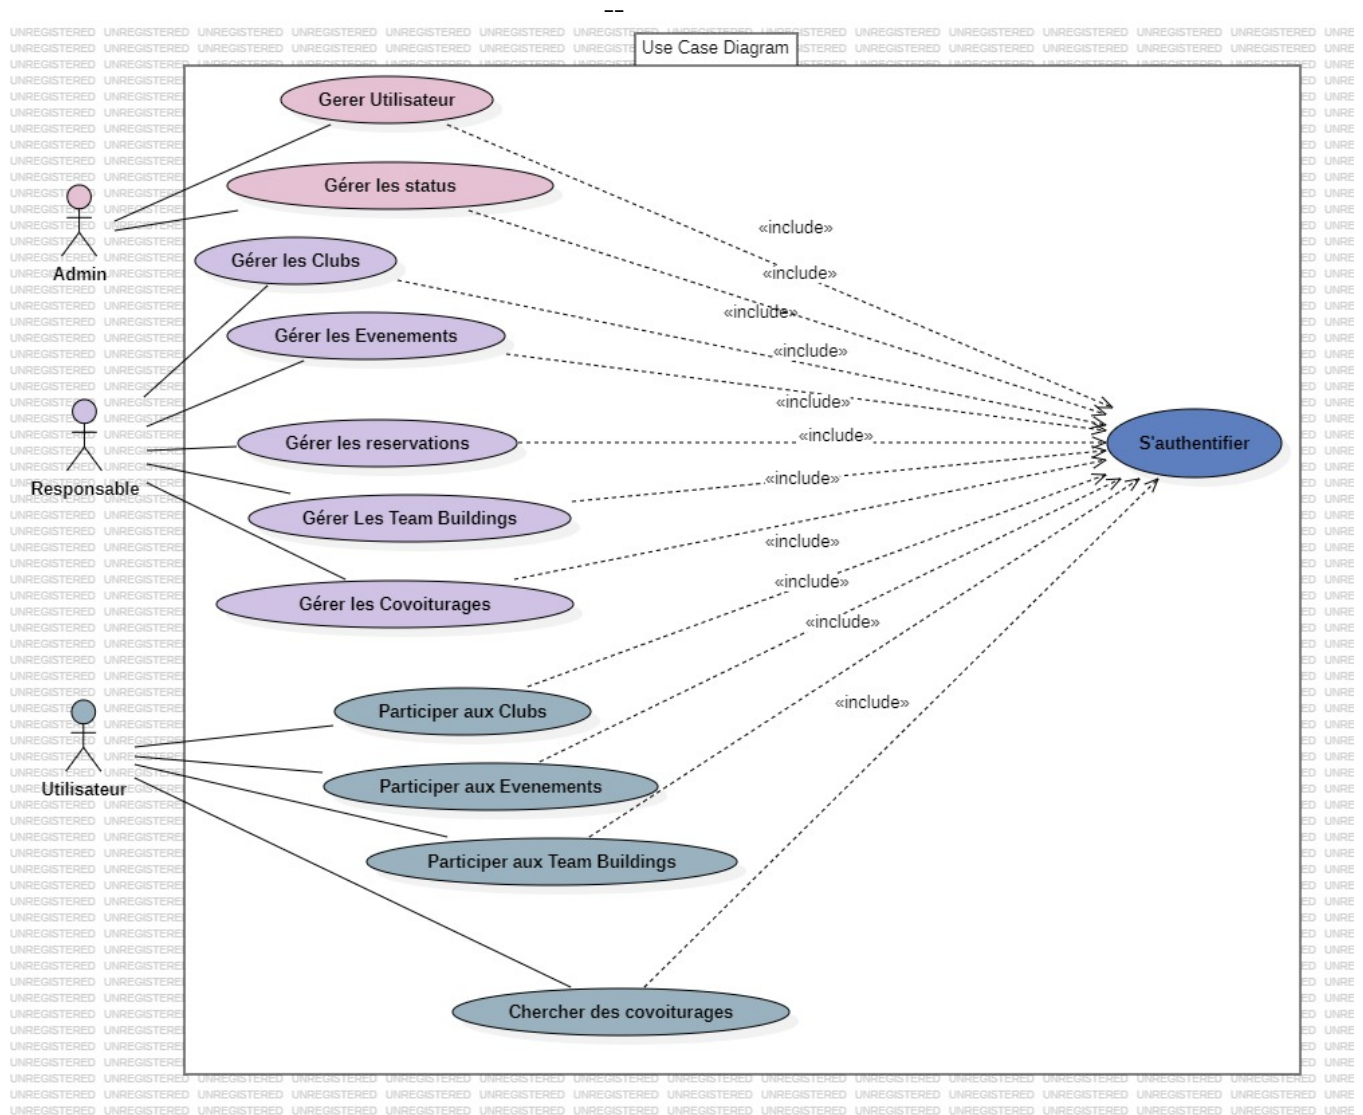 Use Case Diagram
Gerer Utilisateur
Gérer les status
«include»
Admin
Gérer les Clubs
«include»
«include»
Gérer les Evenements
«include»
«include»
Responsable
Gérer les reservations
«include»
S'authentifier
«include»
Gérer Les Team Buildings
«include»
Gérer les Covoiturages
«include»
«include»
Participer aux Clubs
«include»
Utilisateur
Participer aux Evenements
Participer aux Team Buildings
Chercher des covoiturages
UNREGISTERED